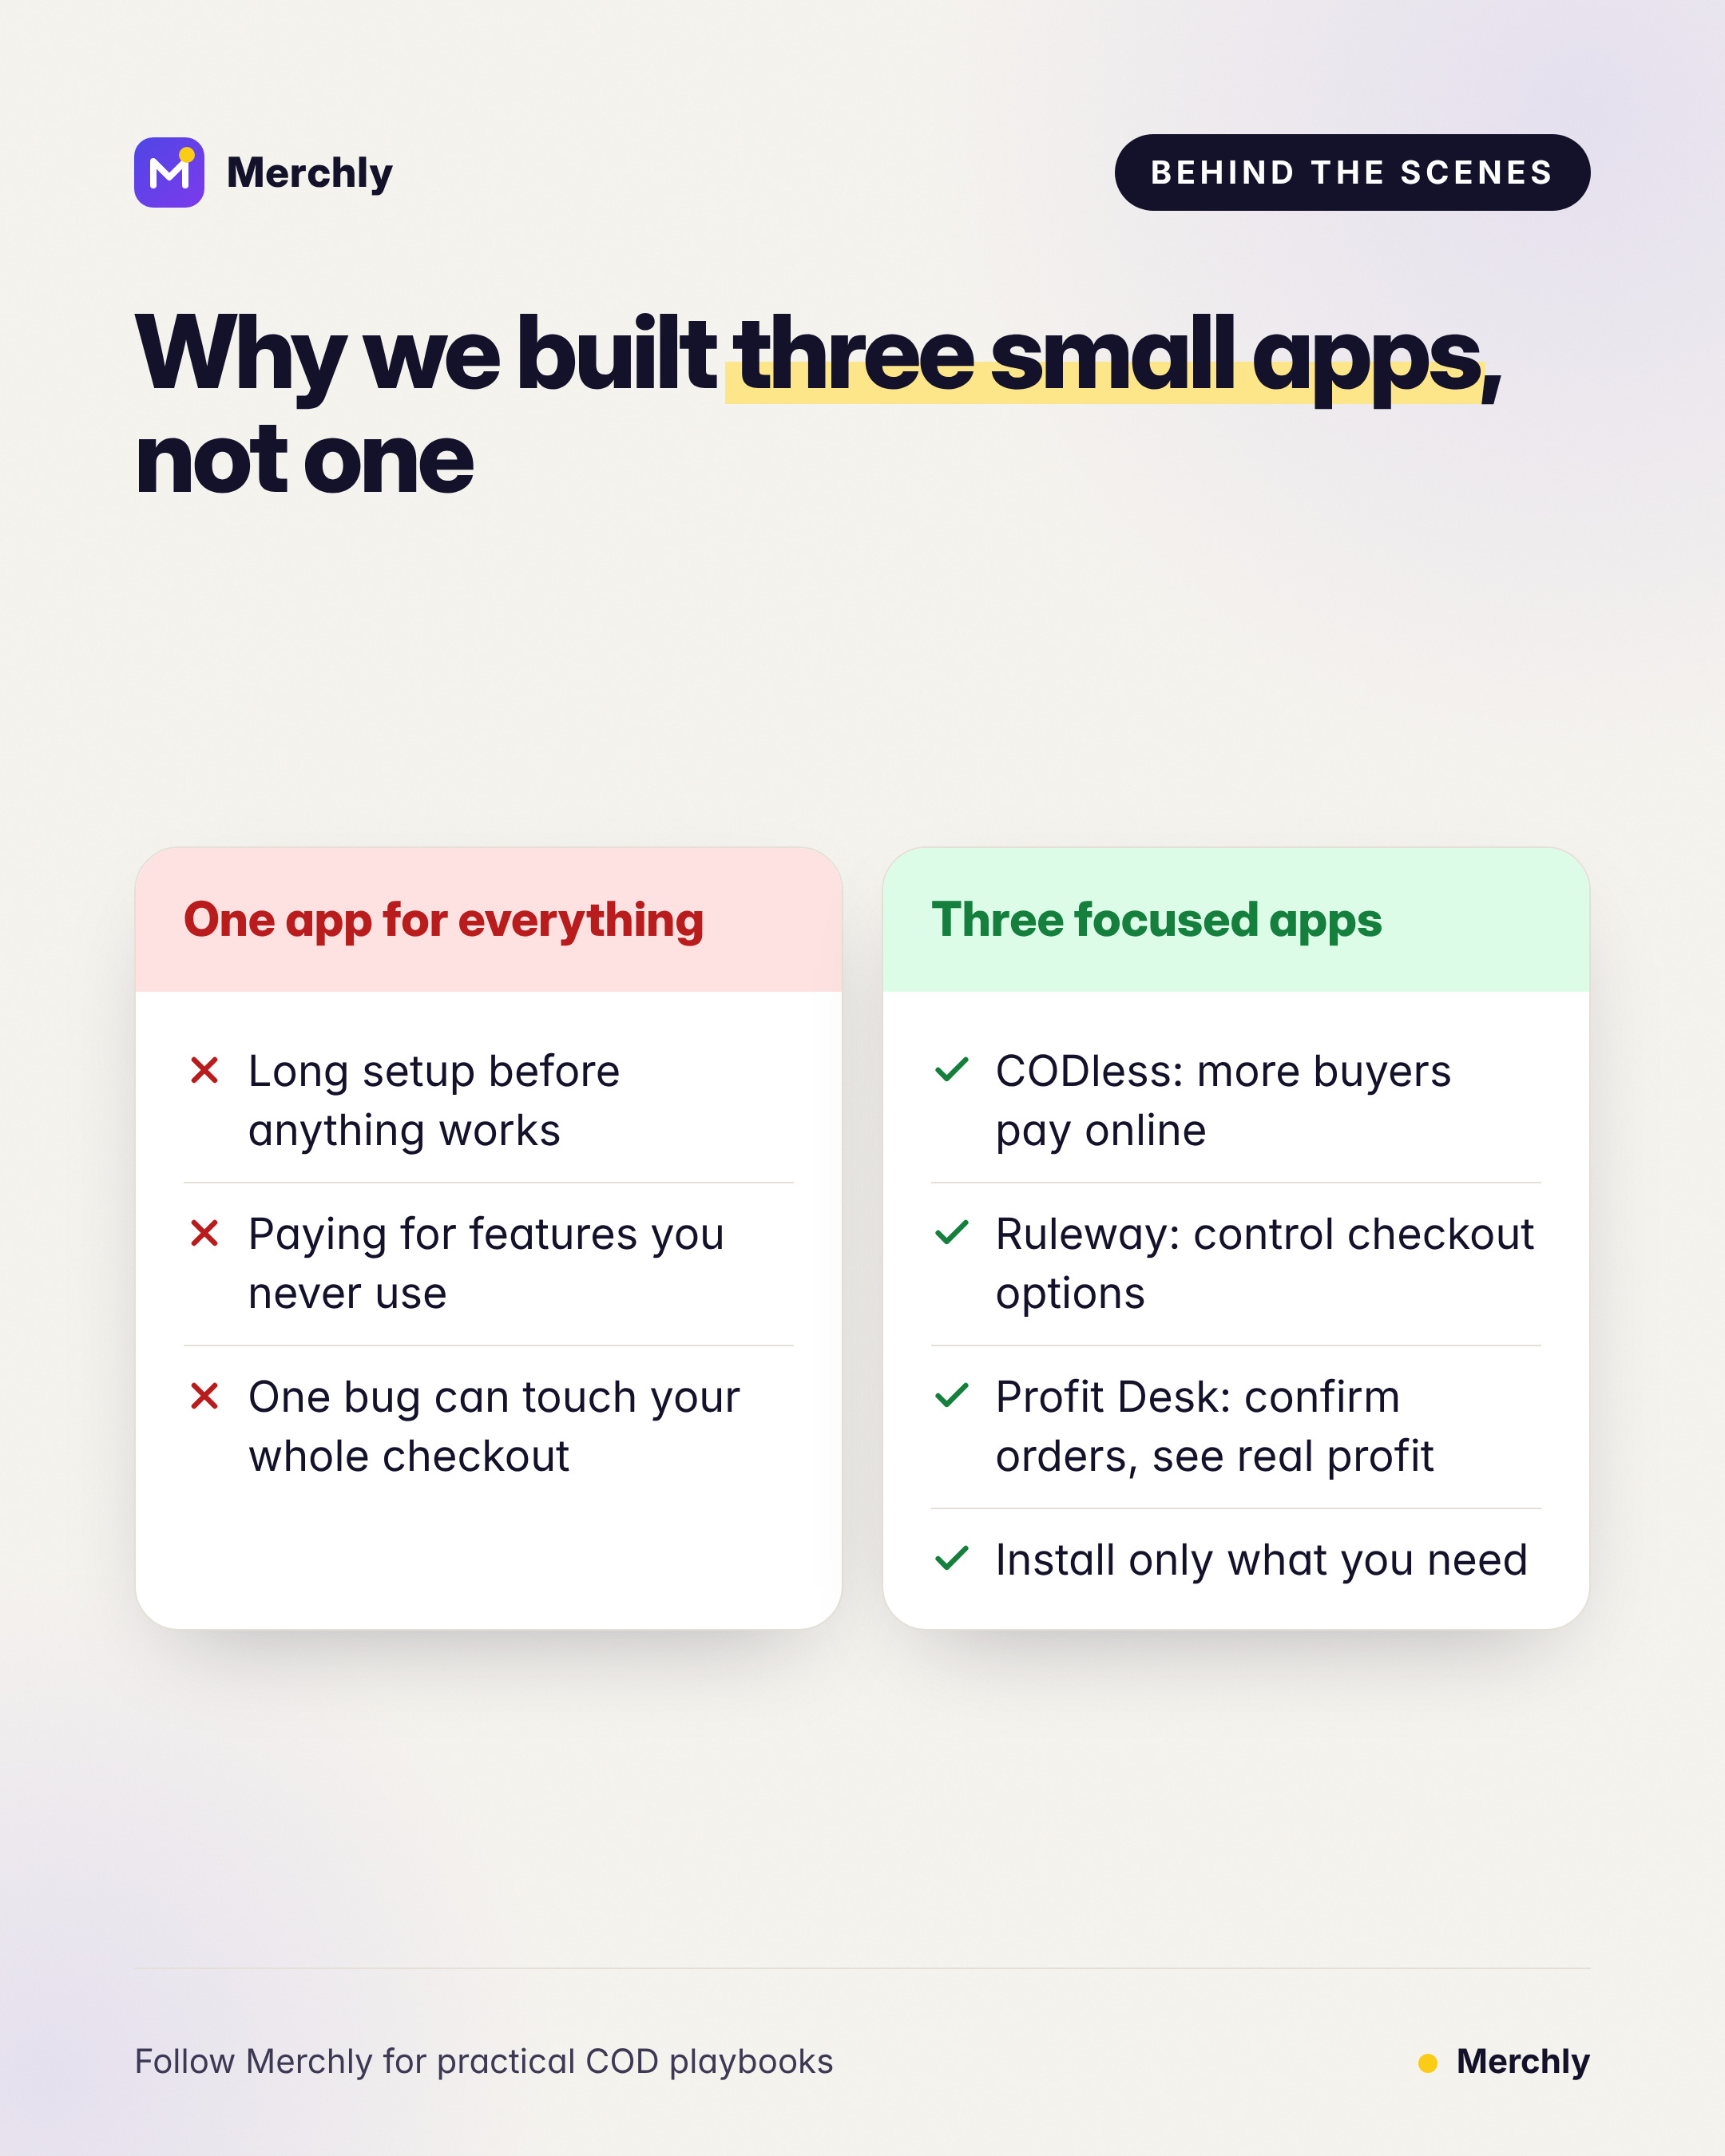 Merchly
BEHIND THE SCENES
Why we built three small apps,
not one
One app for everything
Long setup before
anything works
Paying for features you
never use
One bug can touch your
whole checkout
Three focused apps
CODless: more buyers
pay online
Ruleway: control checkout
options
Profit Desk: confirm
orders, see real profit
Install only what you need
Follow Merchly for practical COD playbooks
Merchly